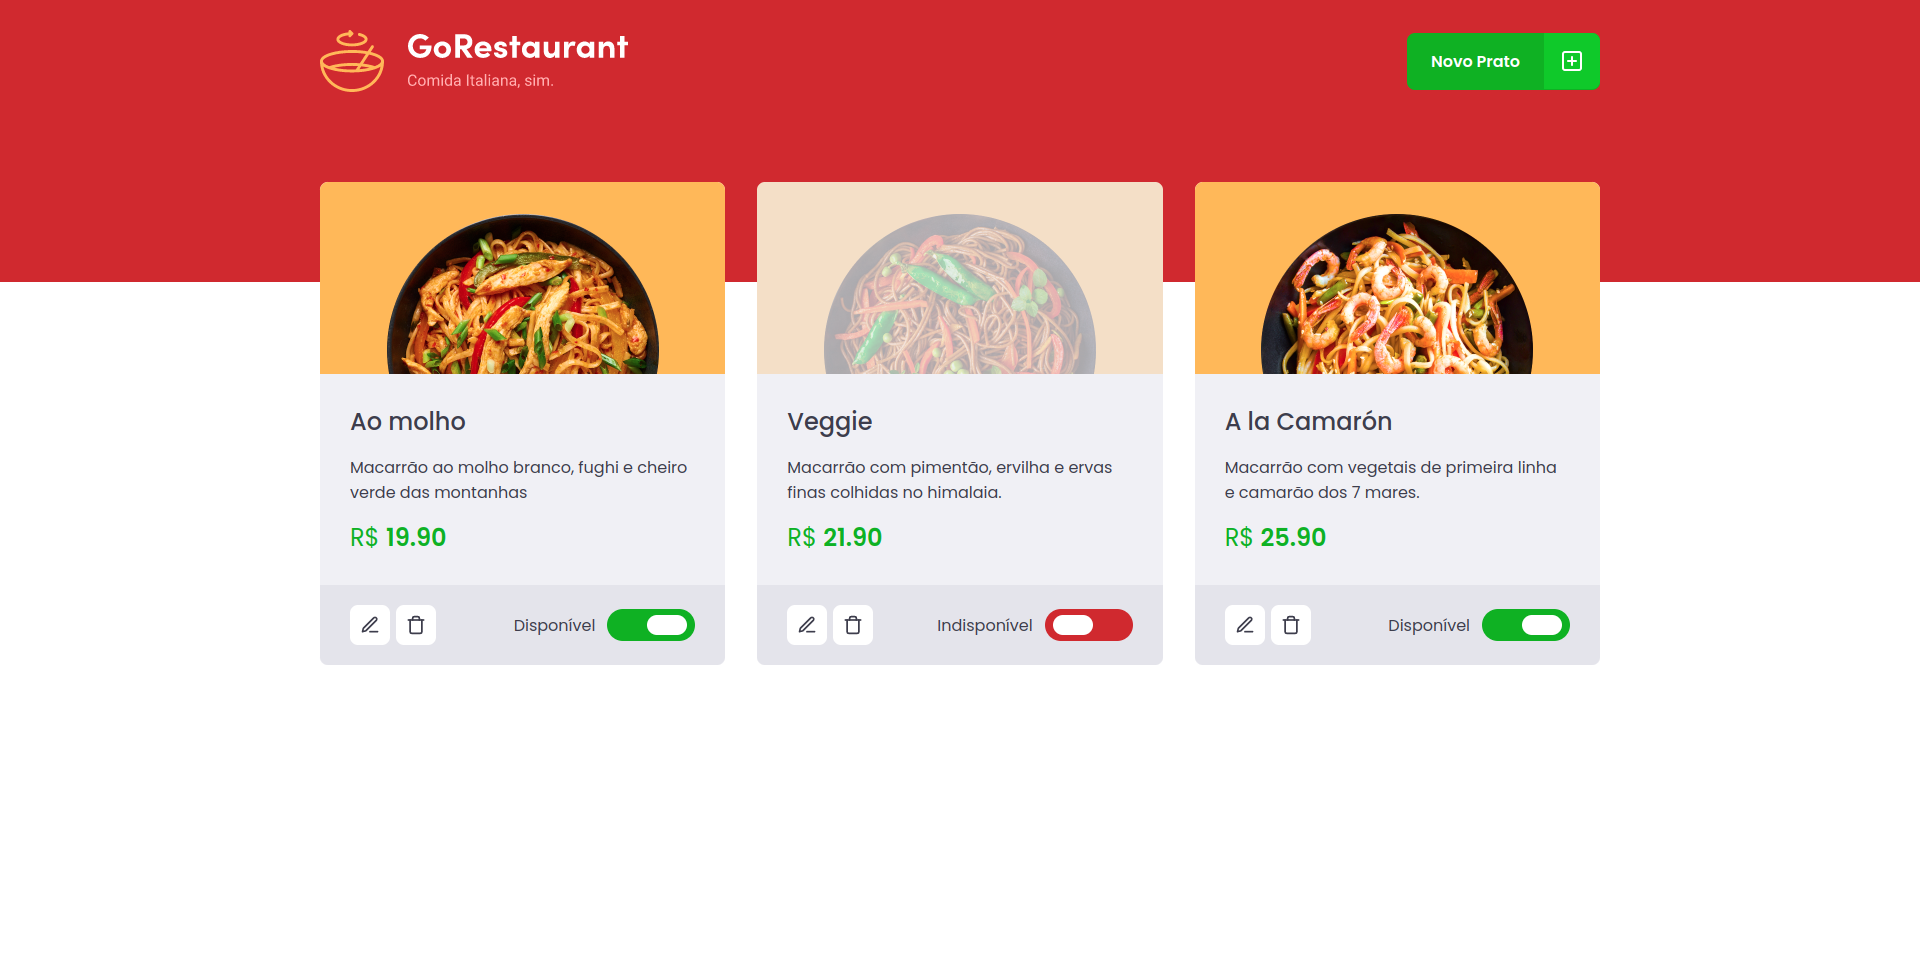 GoRestaurant
Comida Italiana, sim.
Novo Prato
Ao molho
Macarrão ao molho branco, fughi e cheiro
verde das montanhas
R$ 19.90
Disponível
Veggie
Macarrão com pimentão, ervilha e ervas
finas colhidas no himalaia.
R$ 21.90
Indisponível
A la Camarón
Macarrão com vegetais de primeira linha
e camarão dos 7 mares.
R$ 25.90
Disponível